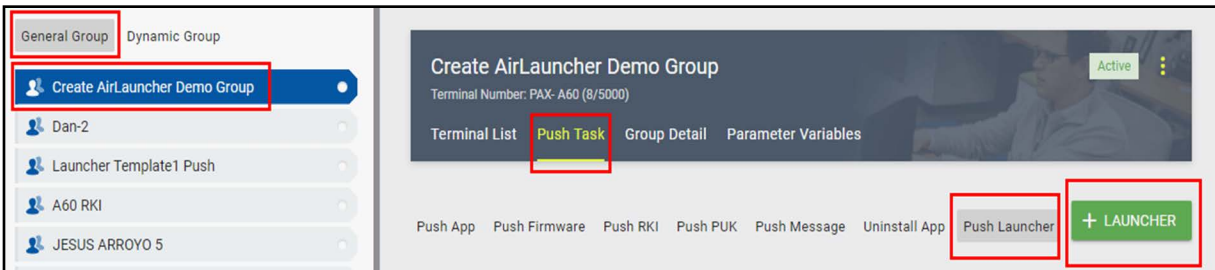 General Group Dynamic Group
Create AirLauncher Demo Group
Dan-2
Launcher Template1 Push
A60 RKI
JESUS ARROYO 5
Create AirLauncher Demo Group
Active
Terminal Number: PAX- A60 (8/5000)
Terminal List Push Task Group Detail Parameter Variables
Push App Push Firmware Push RKI Push PUK Push Message Uninstall App Push Launcher + LAUNCHER